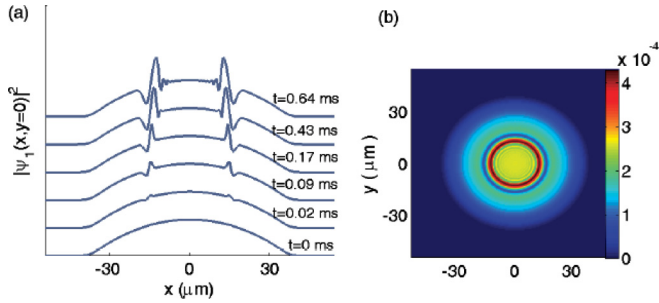 (a)
|ψ₁(x,y=0)|²
t=0.64 ms
t=0.43 ms
t=0.17 ms
t=0.09 ms
t=0.02 ms
t=0 ms
-30 0 30
x (μm)
(b)
x 10⁻⁴
30
0
-30
y (μm)
-30 0 30
x (μm)
4
3
2
1
0